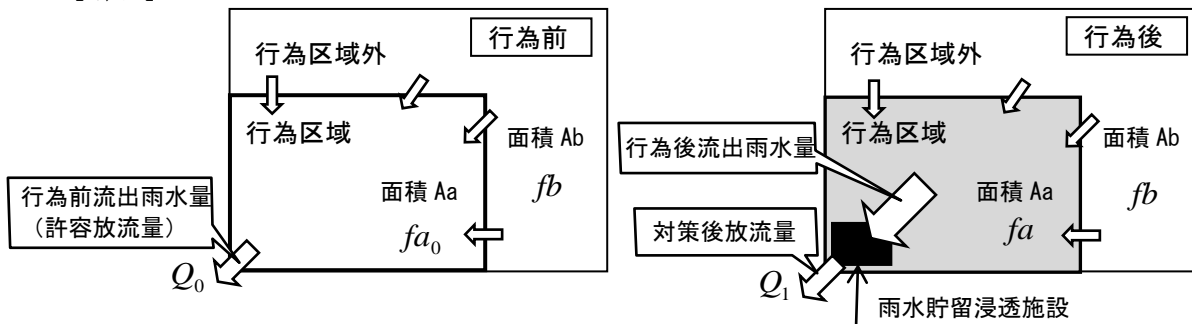 行為前
行為区域外
行為区域
面積 Ab
fb
面積 Aa
fa₀
行為前流出雨水量
（許容放流量）
Q₀
行為後
行為区域外
行為区域
行為後流出雨水量
面積 Ab
fb
面積 Aa
fa
対策後放流量
Q₁
雨水貯留浸透施設